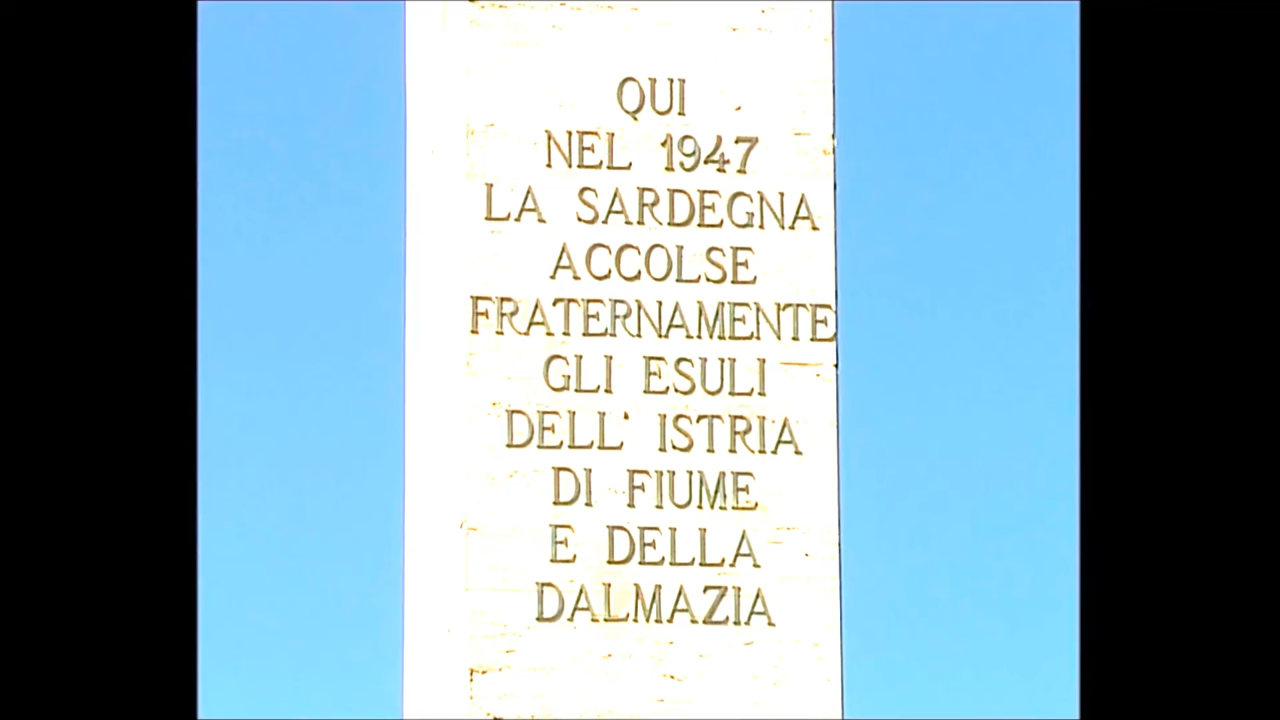 QUI
NEL 1947
LA SARDEGNA
ACCOLSE
FRATERNAMENTE
GLI ESULI
DELL' ISTRIA
DI FIUME
E DELLA
DALMAZIA